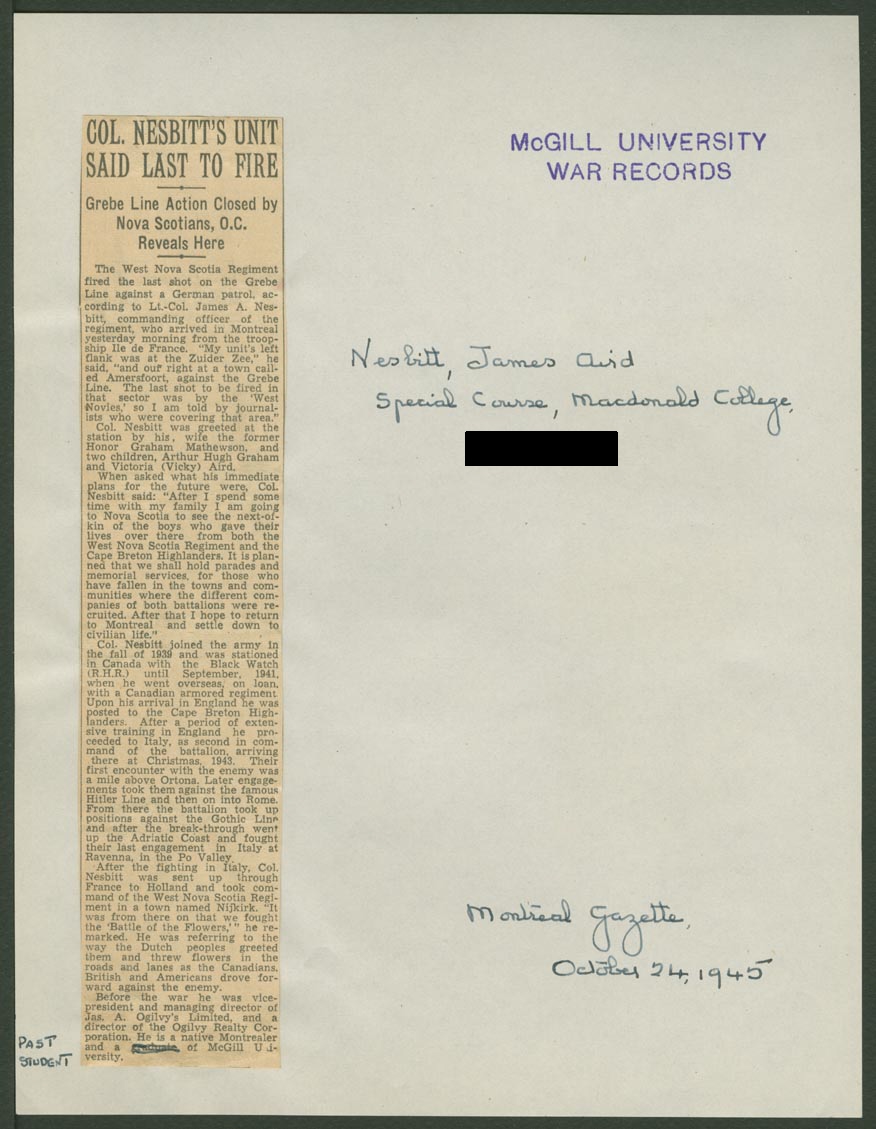 COL. NESBITT'S UNIT
SAID LAST TO FIRE
Grebe Line Action Closed by
Nova Scotians, O.C.
Reveals Here
The West Nova Scotia Regiment
fired the last shot on the Grebe
Line against a German patrol, ac-
cording to Lt.-Col. James A. Nes-
bitt, commanding officer of the
regiment, who arrived in Montreal
yesterday morning from the troop-
ship Ile de France. "My unit's left
flank was at the Zuider Zee," he
said, "and our right at a town call-
ed Amersfoort, against the Grebe
Line. The last shot to be fired in
that sector was by the 'West
Novies,' so I am told by journal-
ists who were covering that area."
Col. Nesbitt was greeted at the
station by his, wife the former
Honor Graham Mathewson, and
two children, Arthur Hugh Graham
and Victoria (Vicky) Aird.
When asked what his immediate
plans for the future were, Col.
Nesbitt said: "After I spend some
time with my family I am going
to Nova Scotia to see the next-of-
kin of the boys who gave their
lives over there from both the
West Nova Scotia Regiment and the
Cape Breton Highlanders. It is plan-
ned that we shall hold parades and
memorial services, for those who
have fallen in the towns and com-
munities where the different com-
panies of both battalions were re-
cruited. After that I hope to return
to Montreal and settle down to
civilian life."
Col. Nesbitt joined the army in
the fall of 1939 and was stationed
in Canada with the Black Watch
(R.H.R.) until September, 1941,
when he went overseas, on loan,
with a Canadian armored regiment.
Upon his arrival in England he was
posted to the Cape Breton High-
landers. After a period of exten-
sive training in England he pro-
ceeded to Italy, as second in com-
mand of the battalion, arriving
there at Christmas, 1943. Their
first encounter with the enemy was
a mile above Ortona. Later engage-
ments took them against the famous
Hitler Line and then on into Rome.
From there the battalion took up
positions against the Gothic Line
and after the break-through went
up the Adriatic Coast and fought
their last engagement in Italy at
Ravenna, in the Po Valley.
After the fighting in Italy, Col.
Nesbitt was sent up through
France to Holland and took com-
mand of the West Nova Scotia Regi-
ment in a town named Nijkirk. "It
was from there on that we fought
the 'Battle of the Flowers,'" he re-
marked. He was referring to the
way the Dutch peoples greeted
them and threw flowers in the
roads and lanes as the Canadians,
British and Americans drove for-
ward against the enemy.
Before the war he was vice-
president and managing director of
Jas. A. Ogilvy's Limited, and a
director of the Ogilvy Realty Cor-
poration. He is a native Montrealer
and a of McGill Uni-
versity.
PAST
STUDENT
McGILL UNIVERSITY
WAR RECORDS
Nesbitt, James Aird
Special Course, Macdonald College,
Montreal Gazette,
October 24, 1945